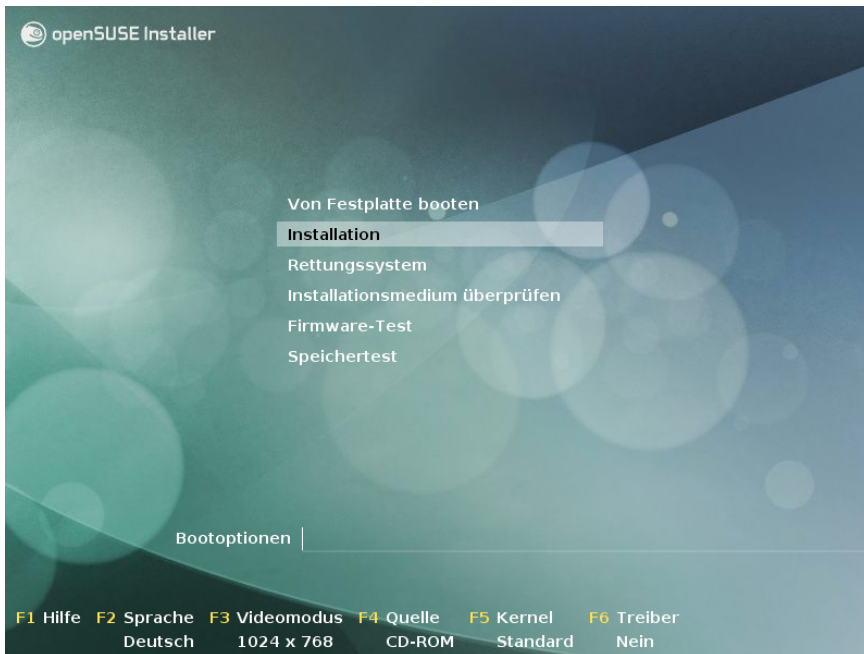 openSUSE Installer
Von Festplatte booten
Installation
Rettungssystem
Installationsmedium überprüfen
Firmware-Test
Speichertest
Bootoptionen
F1 Hilfe F2 Sprache F3 Videomodus F4 Quelle F5 Kernel F6 Treiber
Deutsch 1024 x 768 CD-ROM Standard Nein